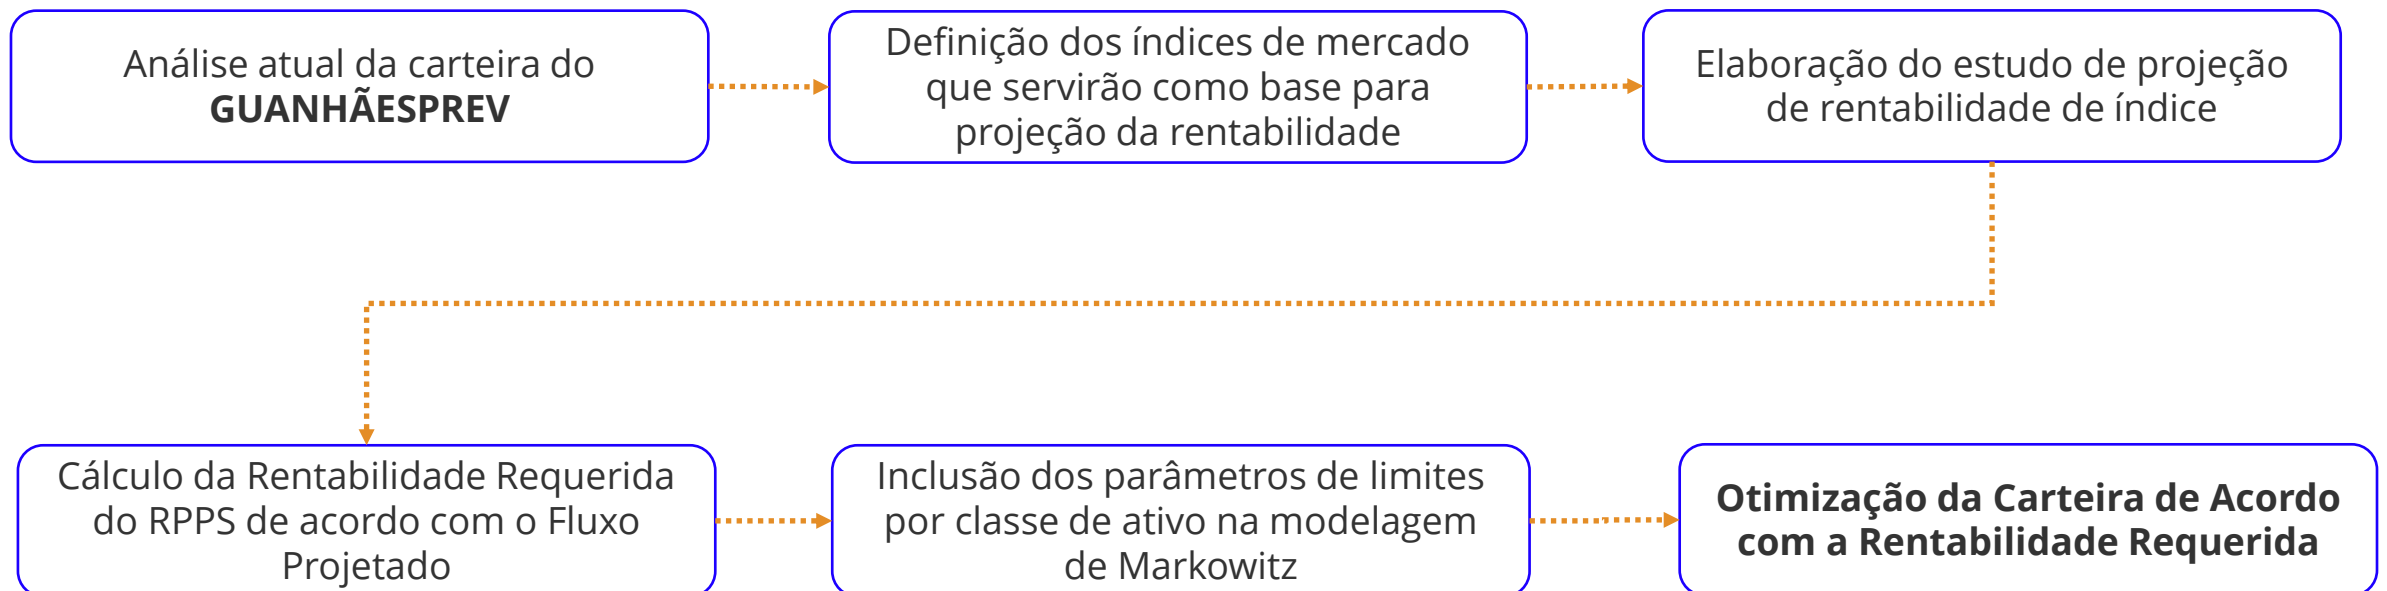 Análise atual da carteira do
GUANHÃESPREV
Definição dos índices de mercado
que servirão como base para
projeção da rentabilidade
Elaboração do estudo de projeção
de rentabilidade de índice
Cálculo da Rentabilidade Requerida
do RPPS de acordo com o Fluxo
Projetado
Inclusão dos parâmetros de limites
por classe de ativo na modelagem
de Markowitz
Otimização da Carteira de Acordo
com a Rentabilidade Requerida